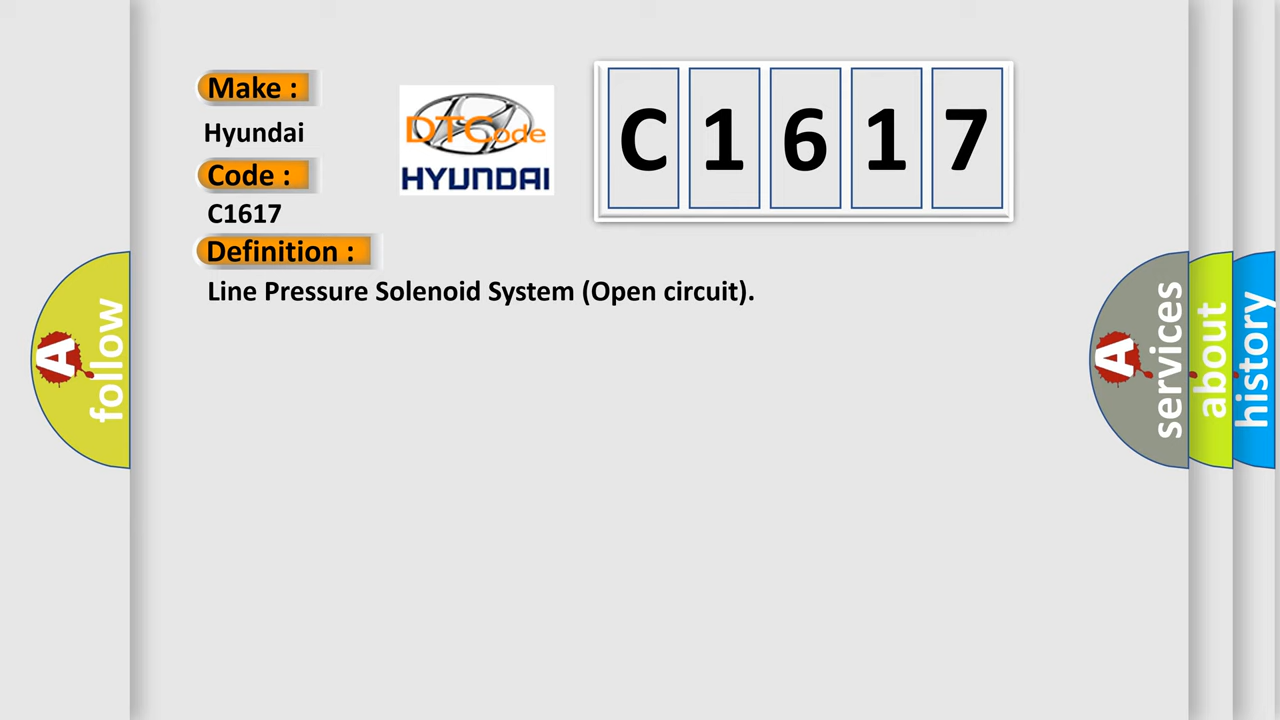 Make :
Hyundai
Code :
C1617
Definition :
Line Pressure Solenoid System (Open circuit).
DTCode
HYUNDAI
C 1 6 1 7
A
follow
A
services
about
history